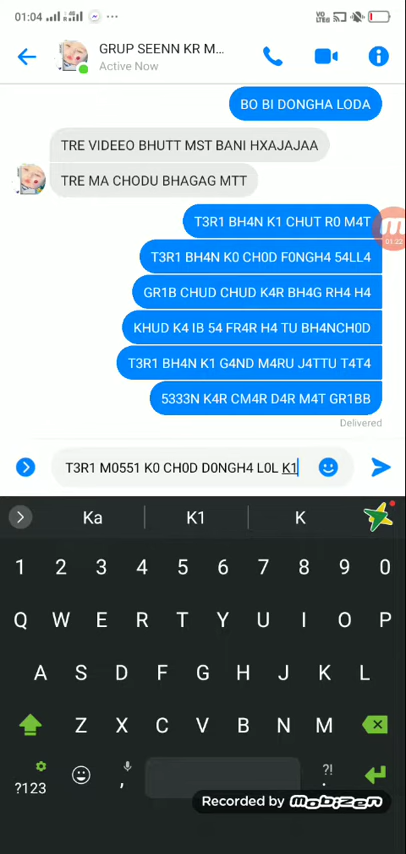 01:04
VO
LTE
GRUP SEENN KR M...
Active Now
BO BI DONGHA LODA
TRE VIDEEO BHUTT MST BANI HXAJAJAA
TRE MA CHODU BHAGAG MTT
T3R1 BH4N K1 CHUT R0 M4T
01:22
T3R1 BH4N K0 CH0D F0NGH4 54LL4
GR1B CHUD CHUD K4R BH4G RH4 H4
KHUD K4 IB 54 FR4R H4 TU BH4NCH0D
T3R1 BH4N K1 G4ND M4RU J4TTU T4T4
5333N K4R CM4R D4R M4T GR1BB
Delivered
T3R1 M0551 K0 CH0D D0NGH4 L0L K1
Ka K1 K
1 2 3 4 5 6 7 8 9 0
Q W E R T Y U I O P
A S D F G H J K L
Z X C V B N M
?123 , ?! .
Recorded by mobizen